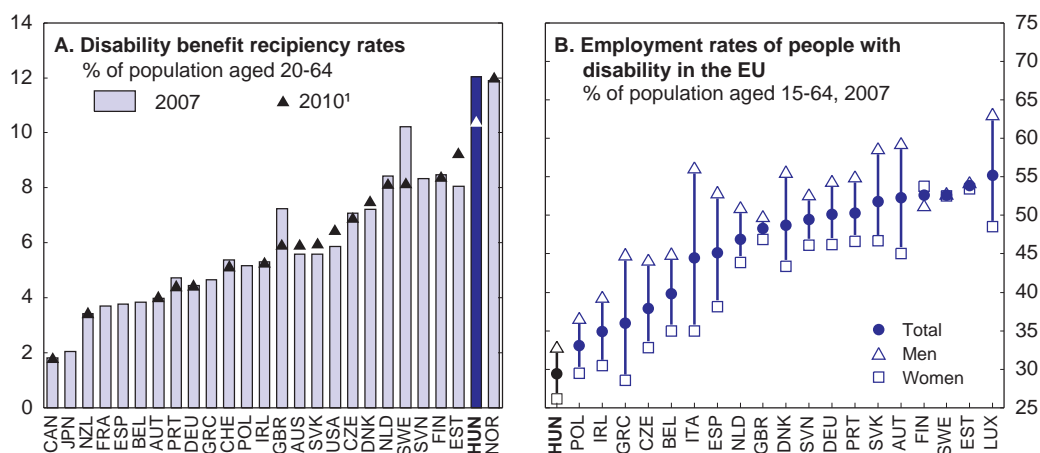 A. Disability benefit recipiency rates
% of population aged 20-64
2007
2010¹
14
12
10
8
6
4
2
0
CAN JPN NZL FRA ESP BEL AUT PRT DEU GRC CHE POL IRL GBR AUS SVK USA CZE DNK NLD SWE SVN FIN EST HUN NOR
B. Employment rates of people with
disability in the EU
% of population aged 15-64, 2007
75
70
65
60
55
50
45
40
35
30
25
Total
Men
Women
HUN POL IRL GRC CZE BEL ITA ESP NLD GBR DNK SVN DEU PRT SVK AUT FIN SWE EST LUX